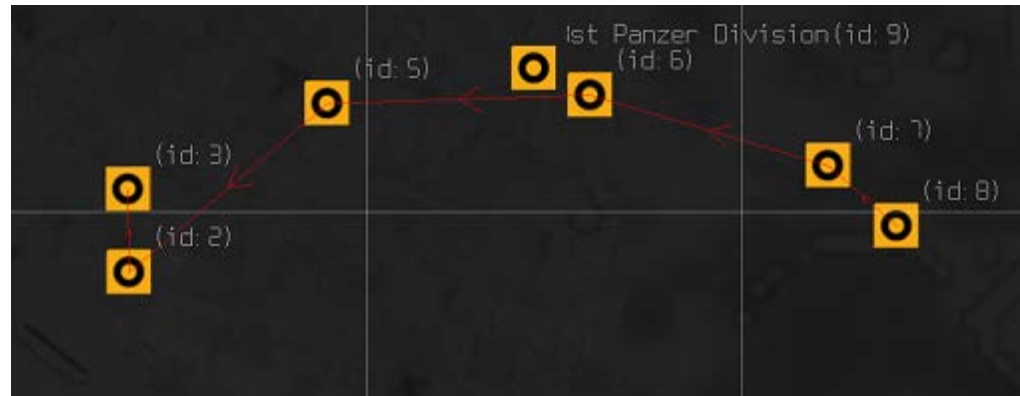 1st Panzer Division(id: 9)
(id: 6)
(id: 5)
(id: 7)
(id: 3)
(id: 8)
(id: 2)